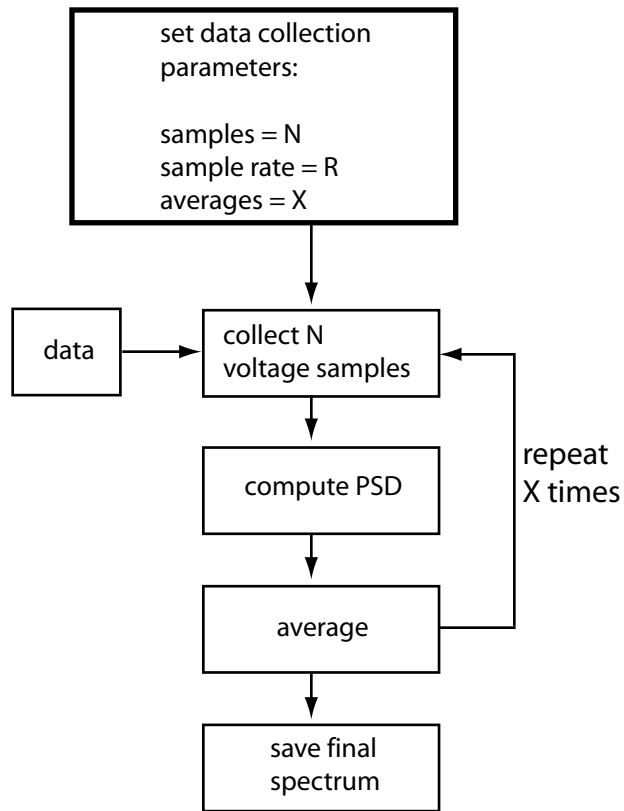 set data collection
parameters:
samples = N
sample rate = R
averages = X
data
collect N
voltage samples
repeat
X times
compute PSD
average
save final
spectrum